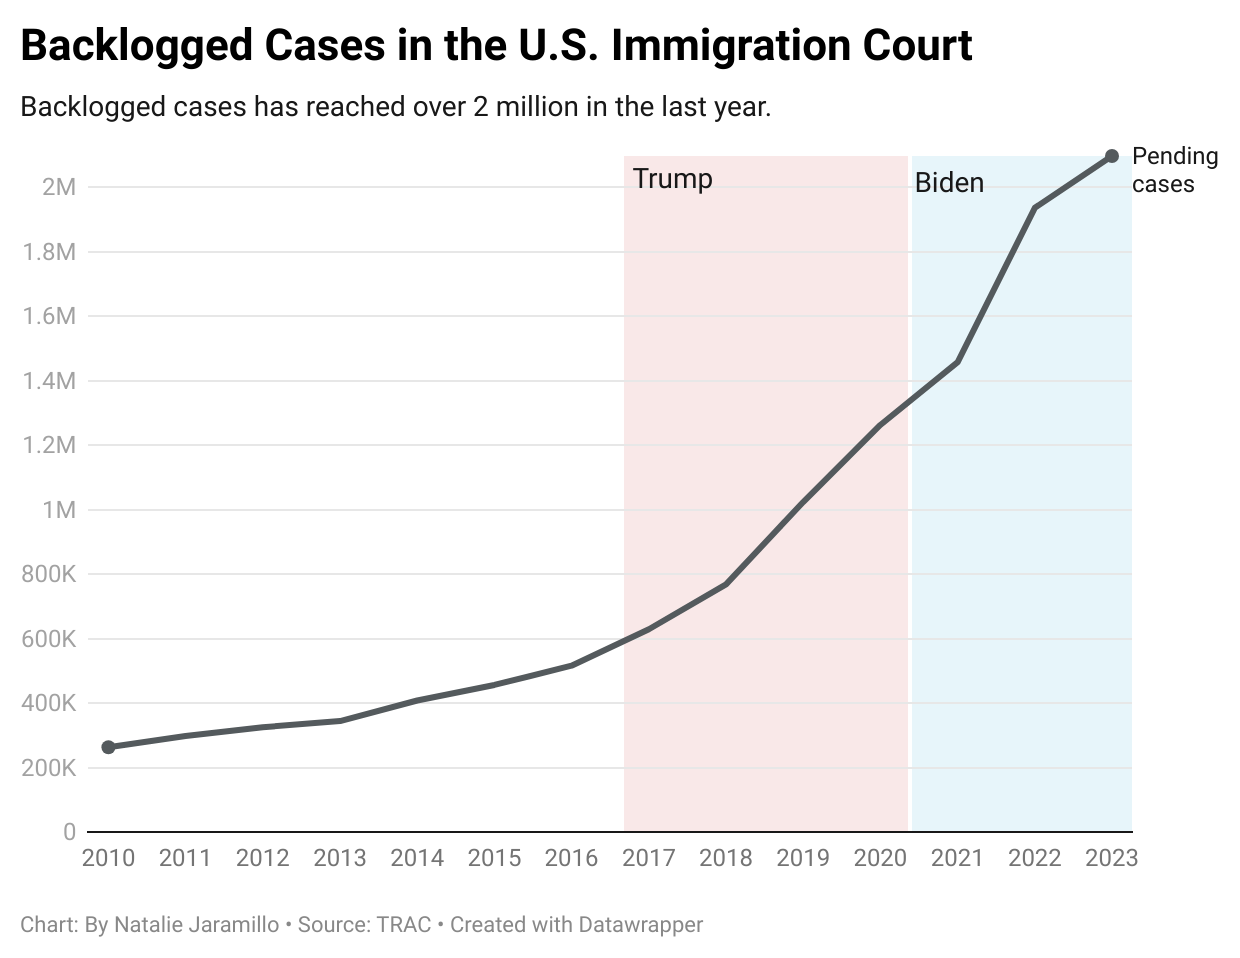 Backlogged Cases in the U.S. Immigration Court
Backlogged cases has reached over 2 million in the last year.
Pending
cases
Trump
Biden
2M
1.8M
1.6M
1.4M
1.2M
1M
800K
600K
400K
200K
0
2010 2011 2012 2013 2014 2015 2016 2017 2018 2019 2020 2021 2022 2023
Chart: By Natalie Jaramillo • Source: TRAC • Created with Datawrapper